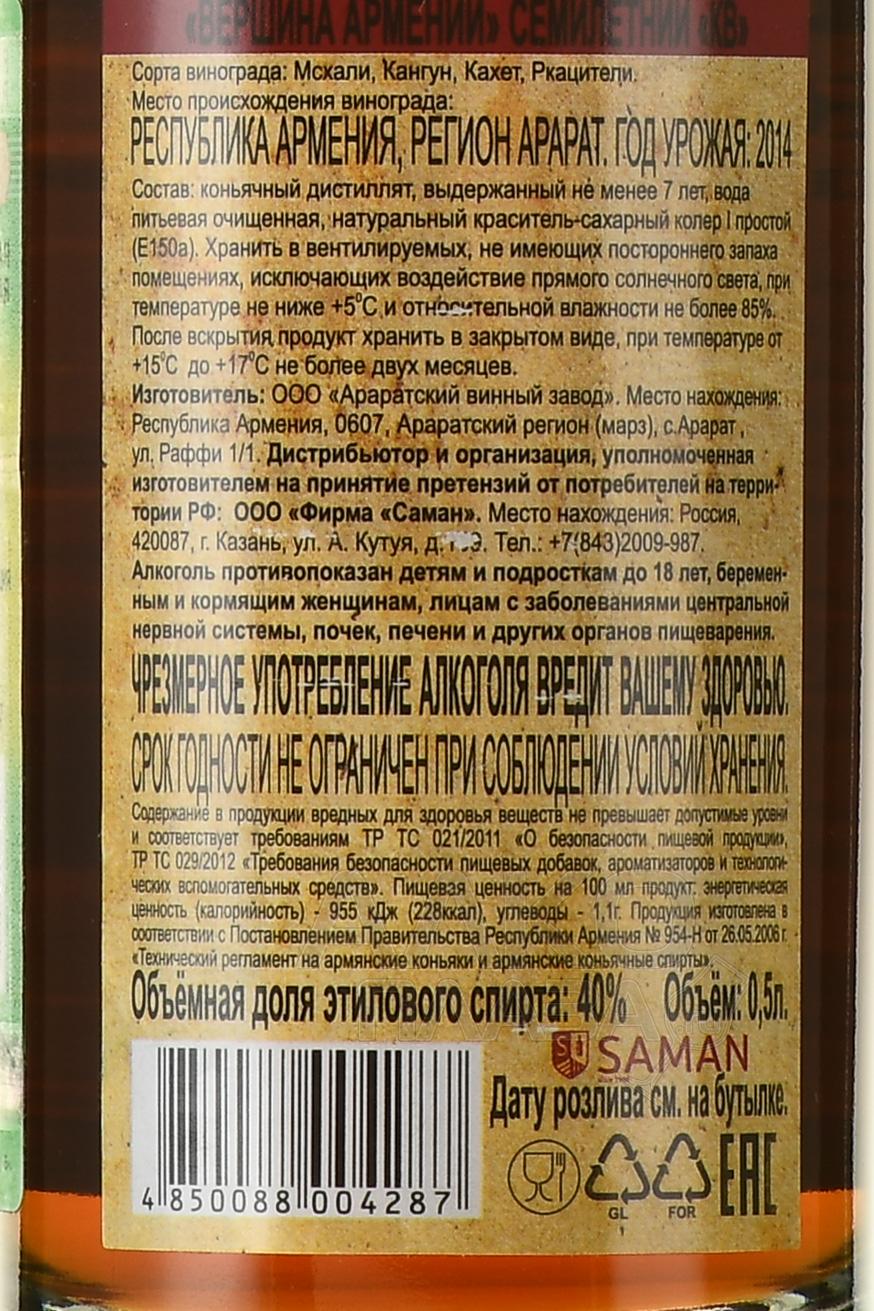 «ВЕРШИНА АРМЕНИИ» СЕМИЛЕТНИЙ «КВ»
Сорта винограда: Мсхали, Кангун, Кахет, Ркацители.
Место происхождения винограда:
РЕСПУБЛИКА АРМЕНИЯ, РЕГИОН АРАРАТ. ГОД УРОЖАЯ: 2014
Состав: коньячный дистиллят, выдержанный не менее 7 лет, вода
питьевая очищенная, натуральный краситель-сахарный колер I простой
(Е150а). Хранить в вентилируемых, не имеющих постороннего запаха
помещениях, исключающих воздействие прямого солнечного света, при
температуре не ниже +5⁰С и относительной влажности не более 85%.
После вскрытия продукт хранить в закрытом виде, при температуре от
+15⁰С до +17⁰С не более двух месяцев.
Изготовитель: ООО «Араратский винный завод». Место нахождения:
Республика Армения, 0607, Араратский регион (марз), с.Арарат,
ул. Раффи 1/1. Дистрибьютор и организация, уполномоченная
изготовителем на принятие претензий от потребителей на терри-
тории РФ: ООО «Фирма «Саман». Место нахождения: Россия,
420087, г. Казань, ул. А. Кутуя, д. Тел.: +7(843)2009-987.
Алкоголь противопоказан детям и подросткам до 18 лет, беремен-
ным и кормящим женщинам, лицам с заболеваниями центральной
нервной системы, почек, печени и других органов пищеварения.
ЧРЕЗМЕРНОЕ УПОТРЕБЛЕНИЕ АЛКОГОЛЯ ВРЕДИТ ВАШЕМУ ЗДОРОВЬЮ.
СРОК ГОДНОСТИ НЕ ОГРАНИЧЕН ПРИ СОБЛЮДЕНИИ УСЛОВИЙ ХРАНЕНИЯ.
Содержание в продукции вредных для здоровья веществ не превышает допустимые уровни
и соответствует требованиям ТР ТС 021/2011 «О безопасности пищевой продукции»,
ТР ТС 029/2012 «Требования безопасности пищевых добавок, ароматизаторов и технологи-
ческих вспомогательных средств». Пищевая ценность на 100 мл продукт: энергетическая
ценность (калорийность) - 955 кДж (228ккал), углеводы - 1,1г. Продукция изготовлена в
соответствии с Постановлением Правительства Республики Армения № 954-Н от 26.05.2006 г.
«Технический регламент на армянские коньяки и армянские коньячные спирты».
Объёмная доля этилового спирта: 40% Объём: 0,5л.
SAMAN
Дату розлива см. на бутылке.
4 850088 004287
GL
FOR
1
EAC